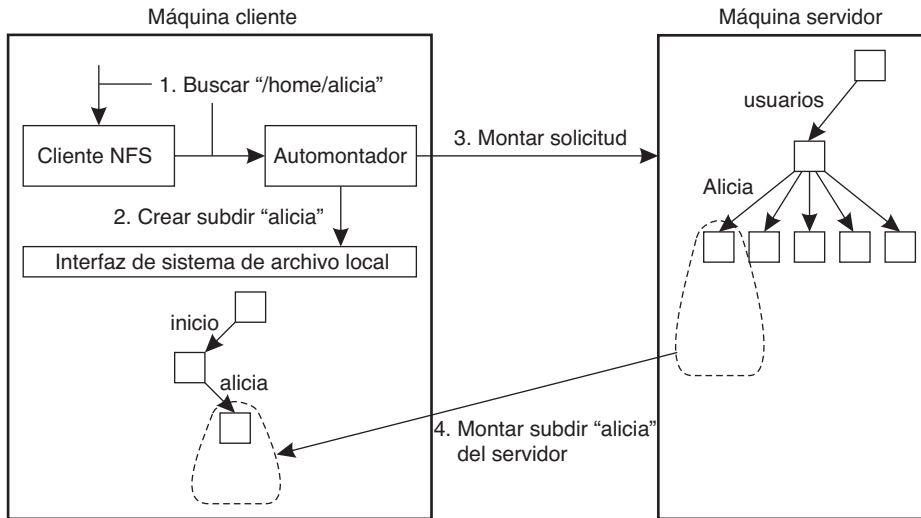 Máquina cliente
Máquina servidor
1. Buscar “/home/alicia”
usuarios
Cliente NFS
Automontador
3. Montar solicitud
Alicia
2. Crear subdir “alicia”
Interfaz de sistema de archivo local
inicio
alicia
4. Montar subdir “alicia”
del servidor